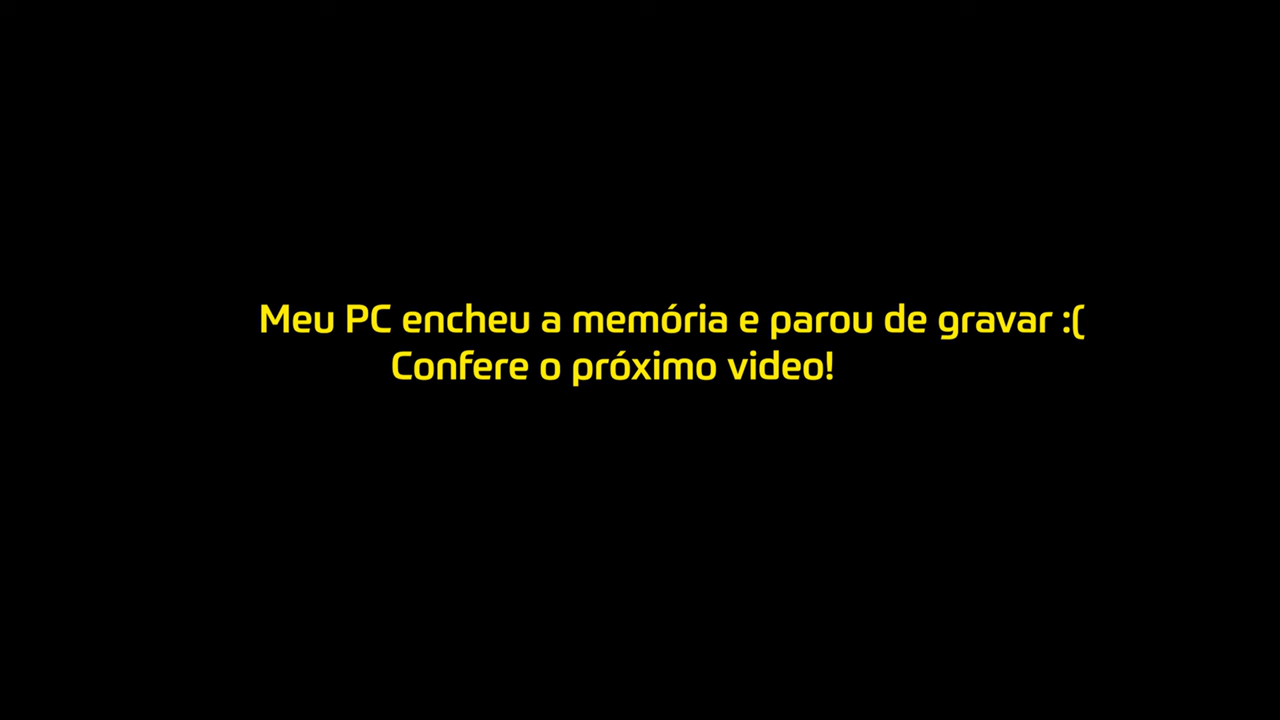 Meu PC encheu a memória e parou de gravar :(
Confere o próximo video!